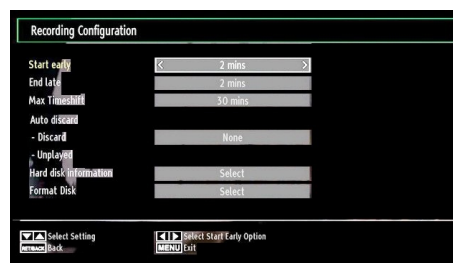 Recording Configuration
Start early < 2 mins >
End late 2 mins
Max Timeshift 30 mins
Auto discard
- Discard None
- Unplayed
Hard disk information Select
Format Disk Select
Select Setting Select Start Early Option
RET/BACK Back MENU Exit